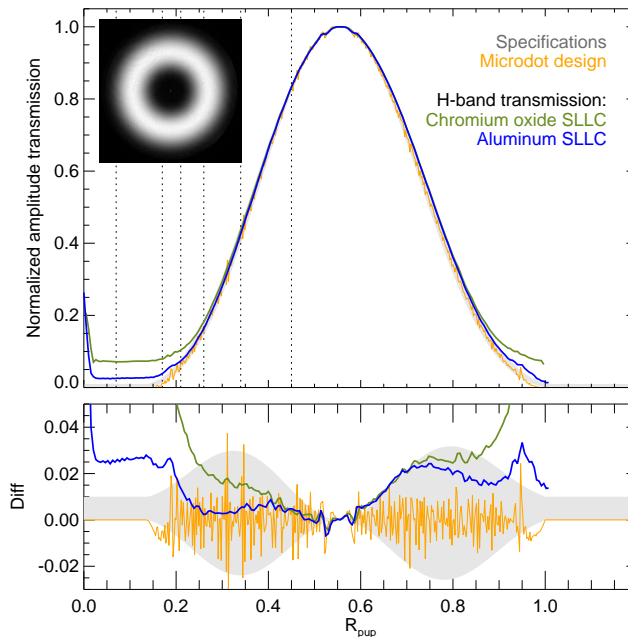 Normalized amplitude transmission
1.0
0.8
0.6
0.4
0.2
0.0
Specifications
Microdot design
H-band transmission:
Chromium oxide SLLC
Aluminum SLLC
Diff
0.04
0.02
0.00
-0.02
0.0 0.2 0.4 0.6 0.8 1.0
Rpup